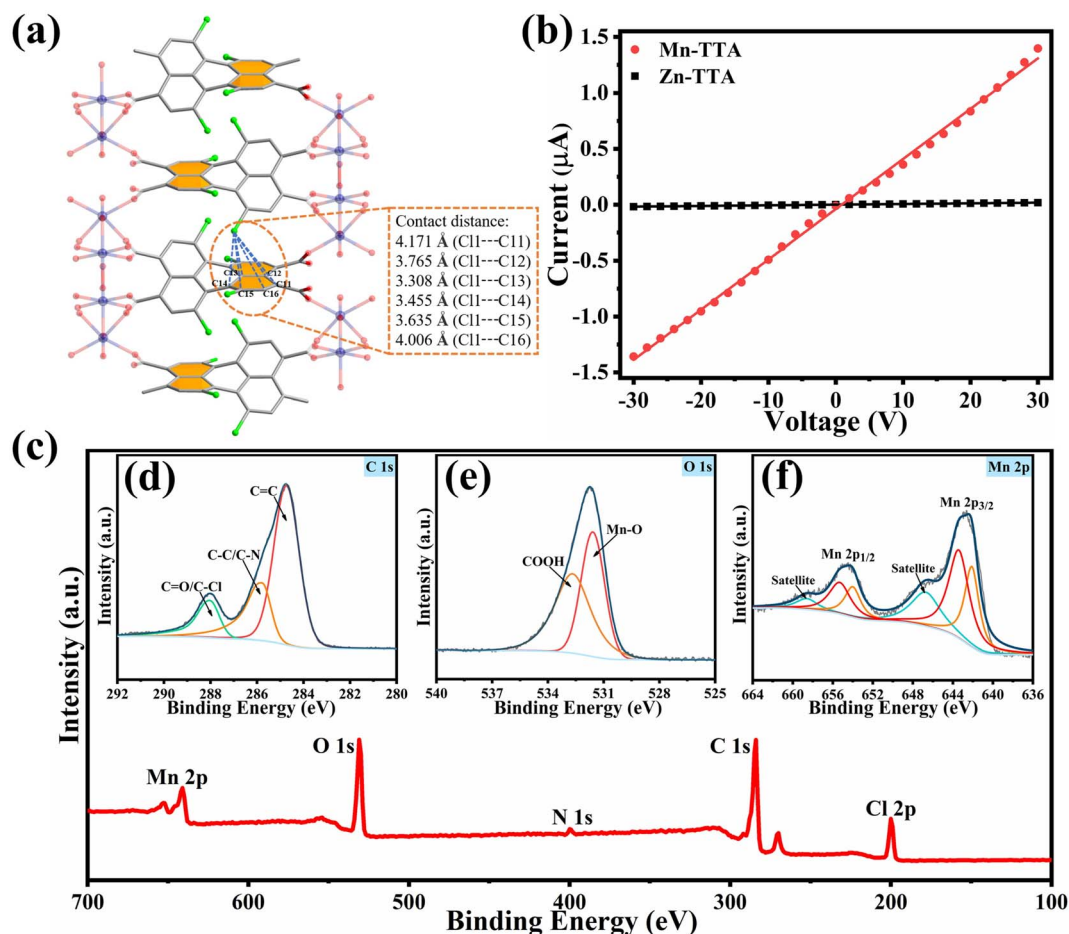 (a)
Contact distance:
4.171 Å (Cl1---C11)
3.765 Å (Cl1---C12)
3.308 Å (Cl1---C13)
3.455 Å (Cl1---C14)
3.635 Å (Cl1---C15)
4.006 Å (Cl1---C16)
C13
C12
C14
C11
C15
C16
(b)
Mn-TTA
Zn-TTA
Current (μA)
1.5
1.0
0.5
0.0
-0.5
-1.0
-1.5
-30 -20 -10 0 10 20 30
Voltage (V)
(c)
(d)
C 1s
C=C
C-C/C-N
C=O/C-Cl
Intensity (a.u.)
292 288 286 284 282 280
Binding Energy (eV)
(e)
O 1s
Mn-O
COOH
Intensity (a.u.)
540 537 534 531 528 525
Binding Energy (eV)
(f)
Mn 2p
Mn 2p3/2
Mn 2p1/2
Satellite
Satellite
Intensity (a.u.)
664 660 656 652 648 644 640 636
Binding Energy (eV)
Intensity (a.u.)
Mn 2p
O 1s
N 1s
C 1s
Cl 2p
700 600 500 400 300 200 100
Binding Energy (eV)